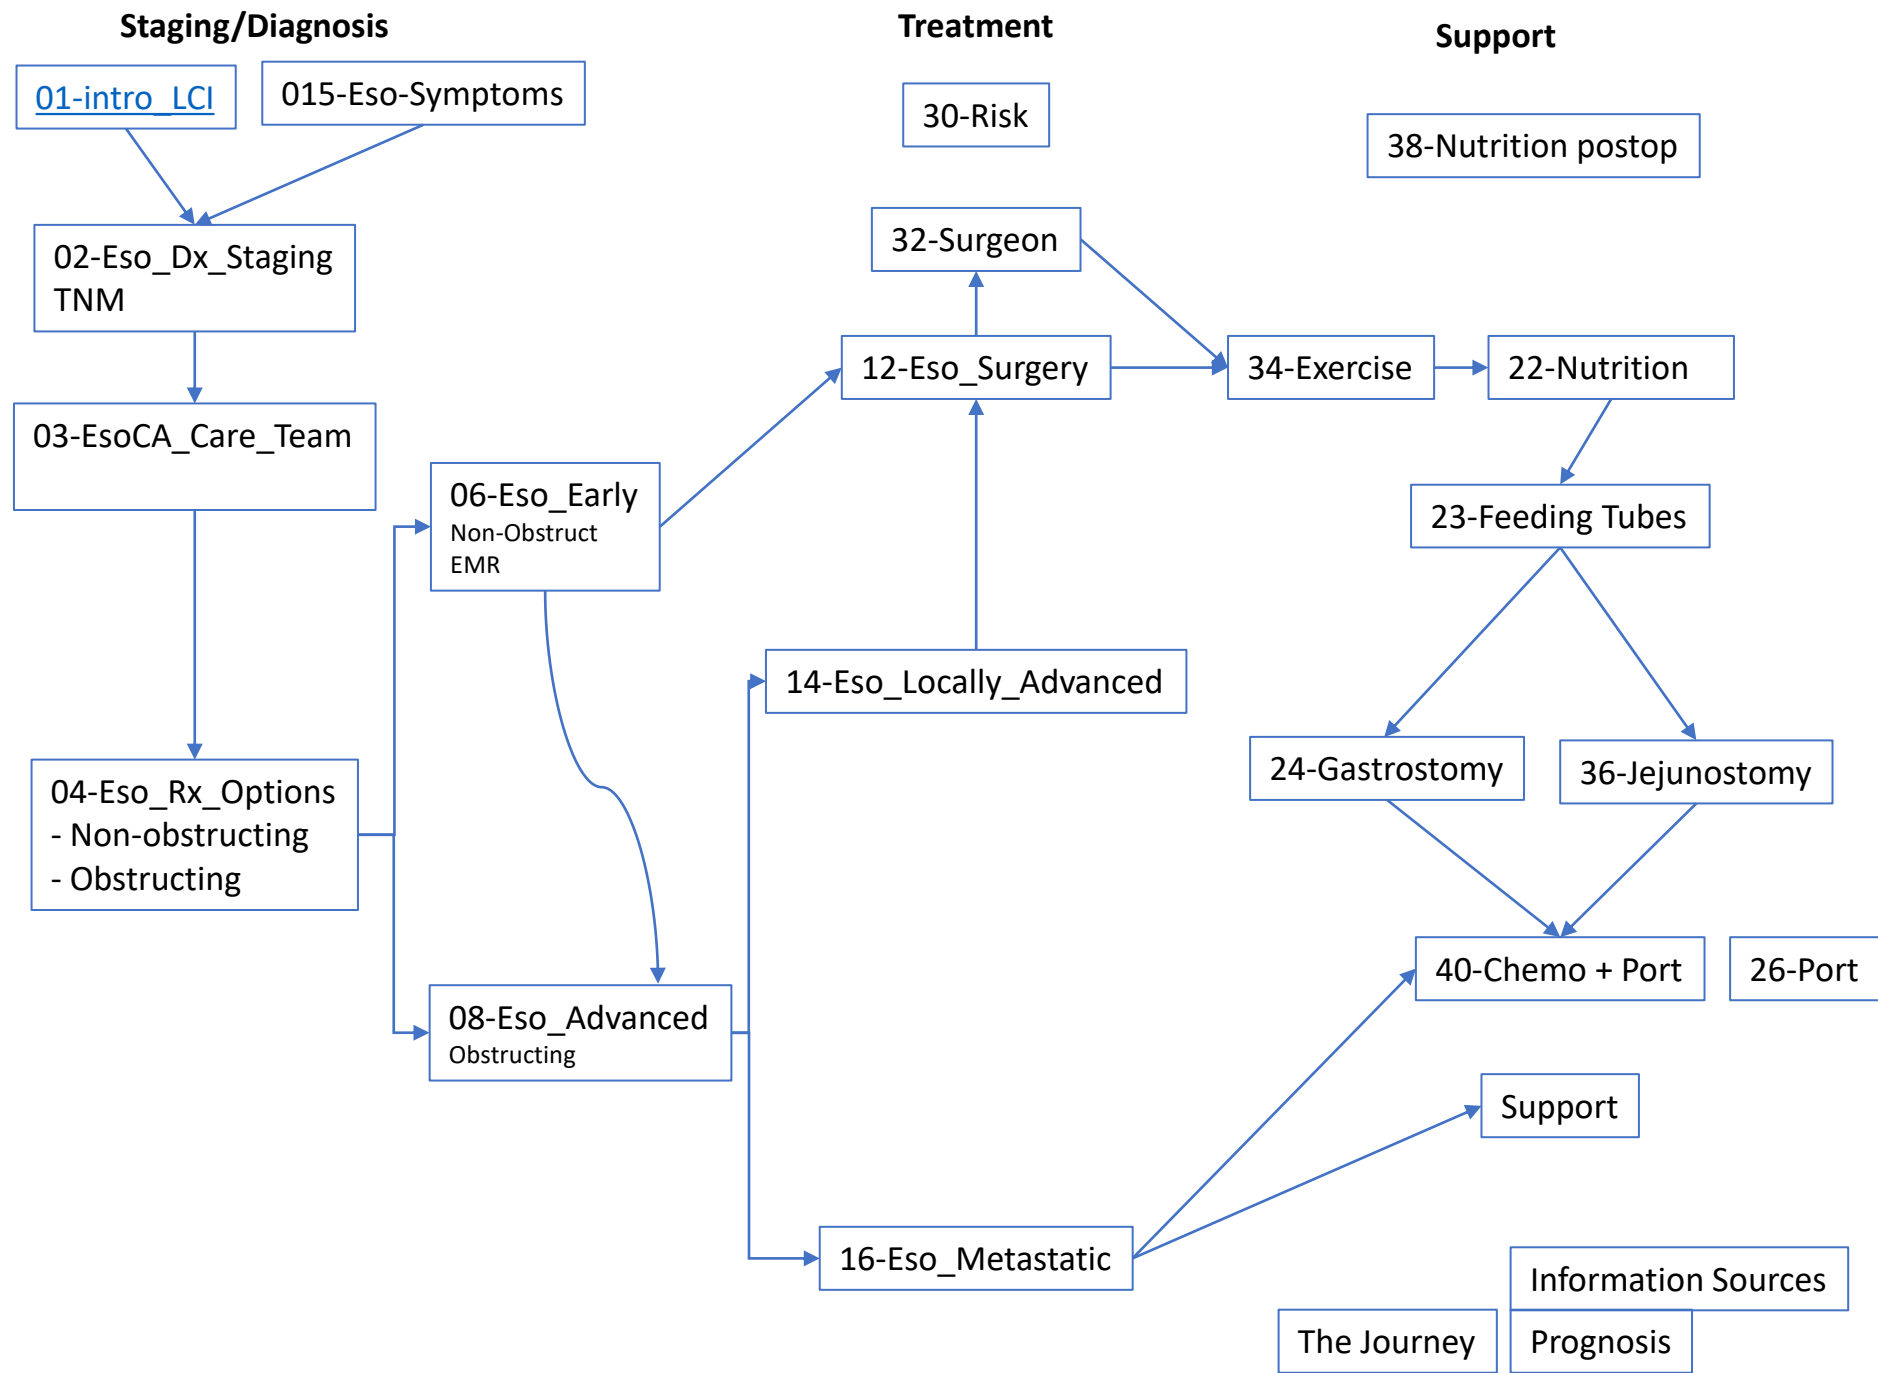 Staging/Diagnosis
Treatment
Support
01-intro_LCI
015-Eso-Symptoms
30-Risk
38-Nutrition postop
02-Eso_Dx_Staging
TNM
32-Surgeon
12-Eso_Surgery
34-Exercise
22-Nutrition
03-EsoCA_Care_Team
06-Eso_Early
Non-Obstruct
EMR
23-Feeding Tubes
14-Eso_Locally_Advanced
04-Eso_Rx_Options
- Non-obstructing
- Obstructing
24-Gastrostomy
36-Jejunostomy
40-Chemo + Port
26-Port
08-Eso_Advanced
Obstructing
Support
16-Eso_Metastatic
Information Sources
The Journey
Prognosis